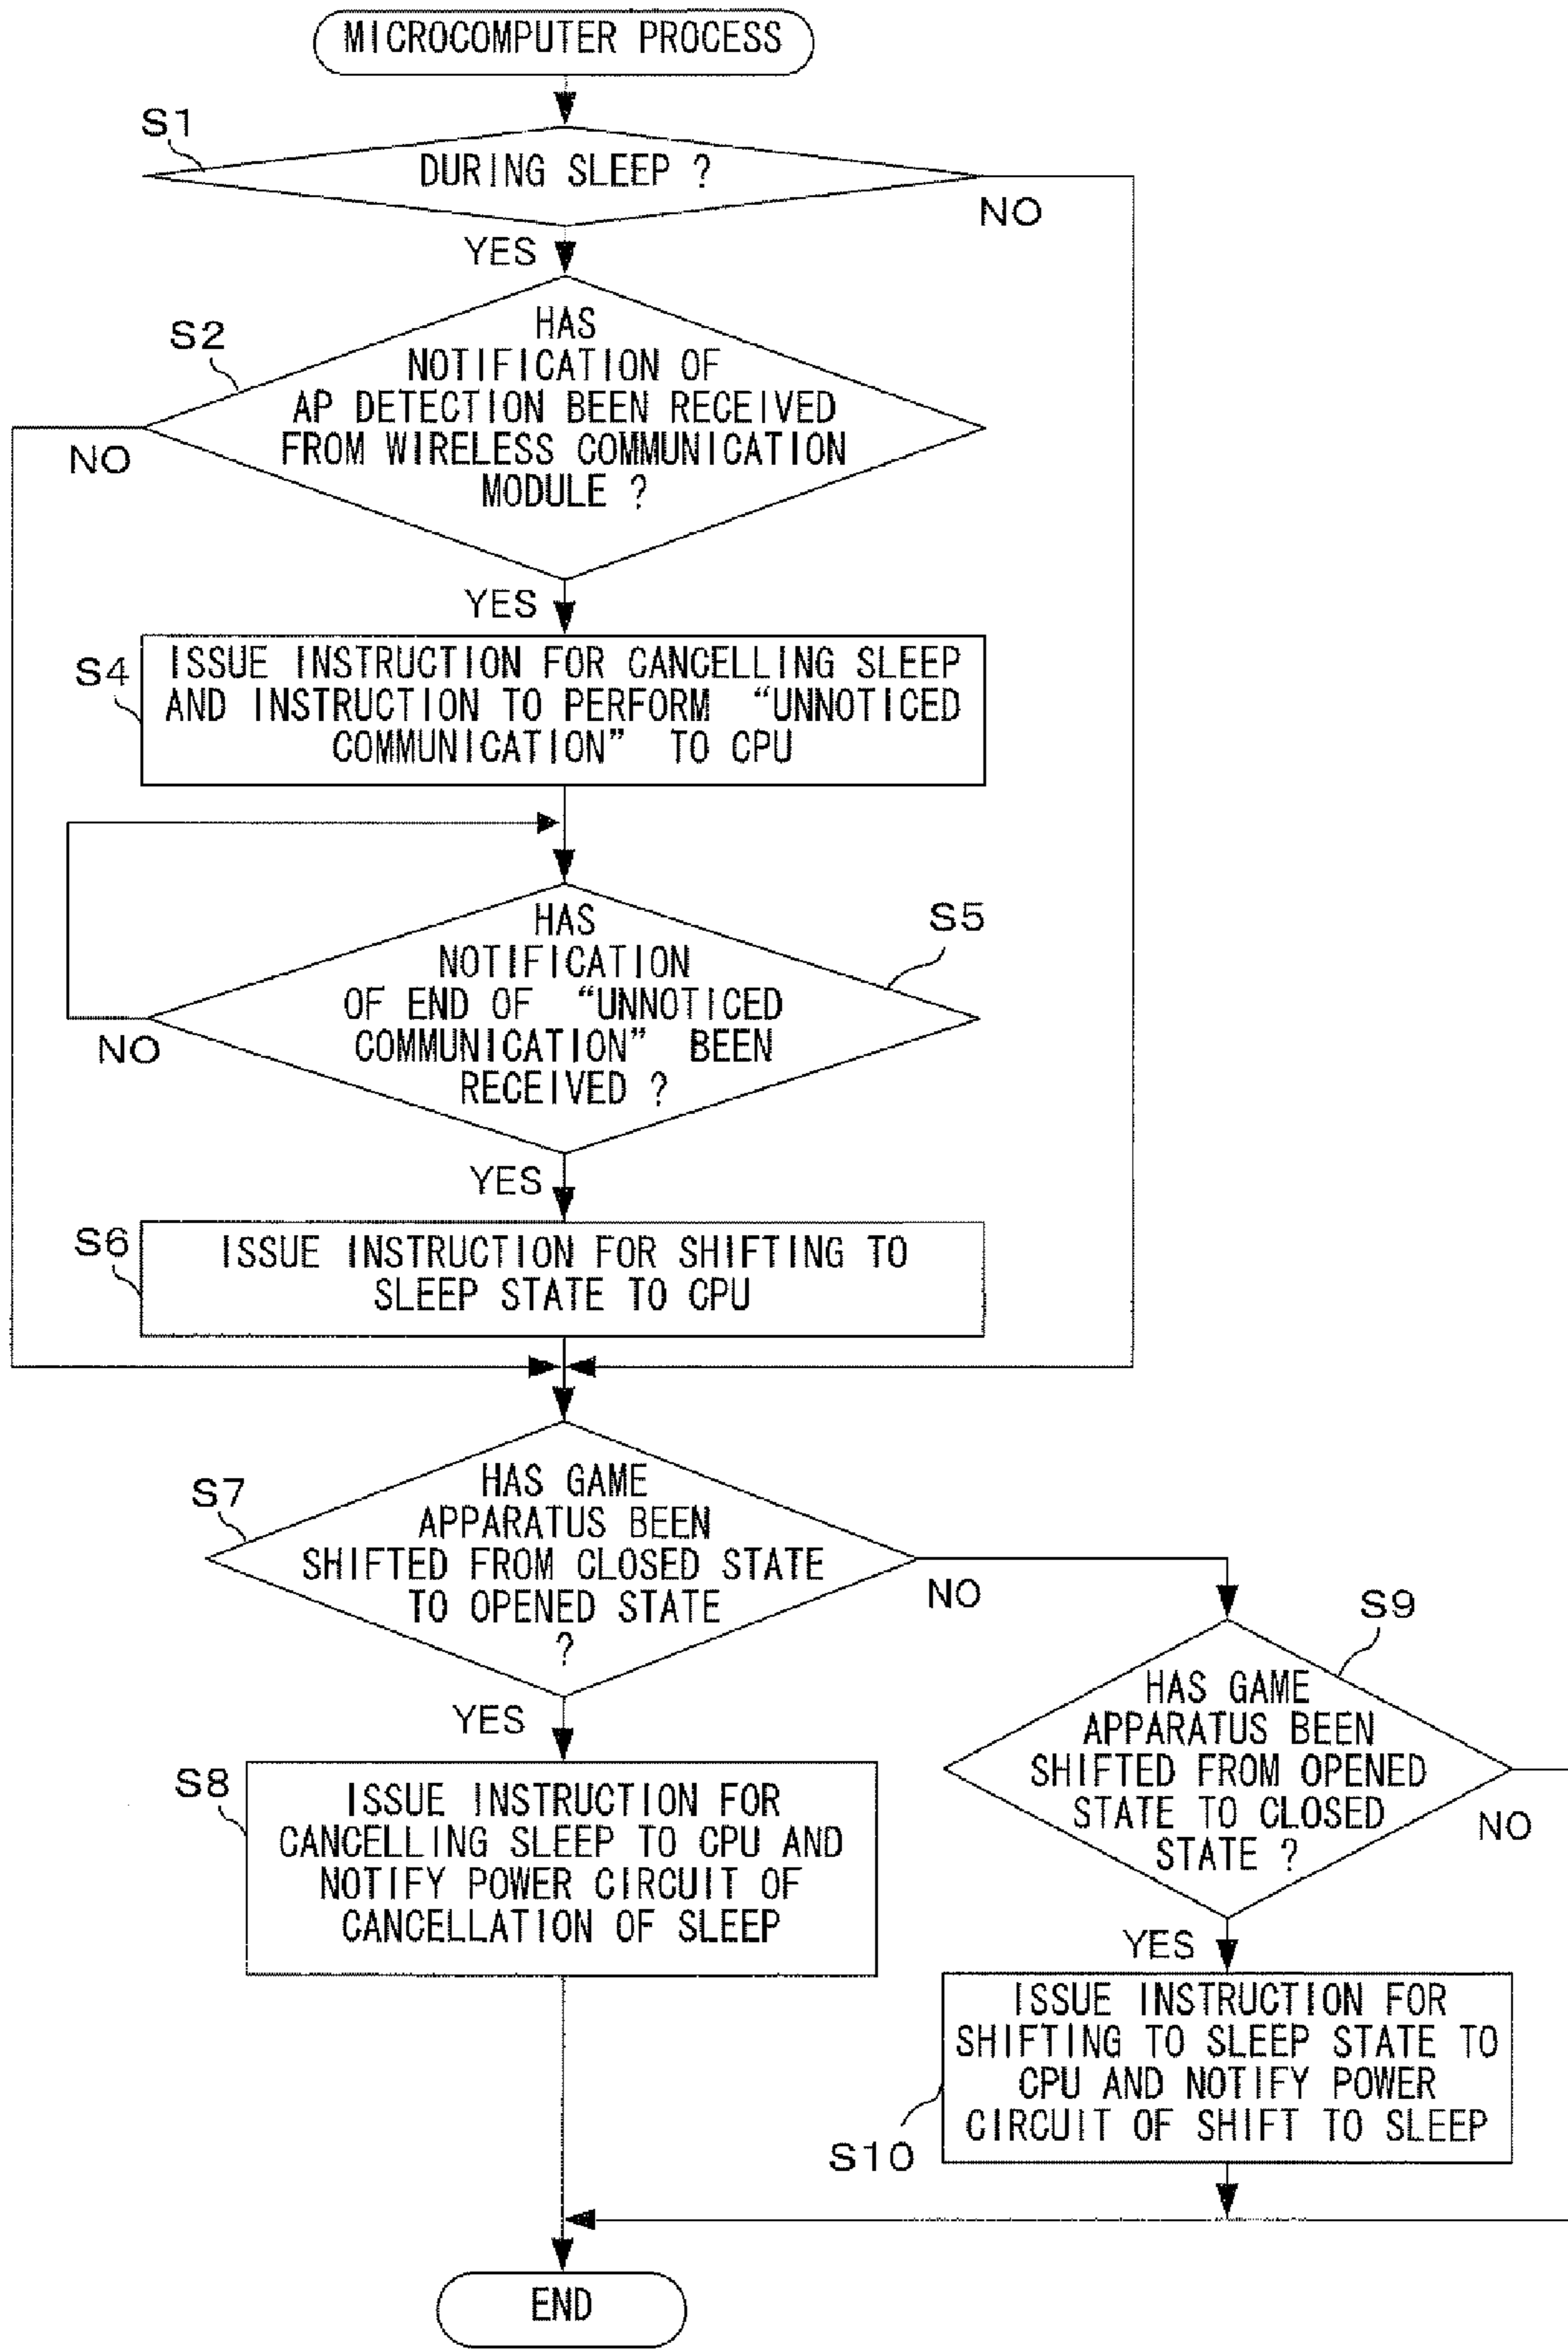 MICROCOMPUTER PROCESS
S1
DURING SLEEP ?
NO
YES
S2
HAS
NOTIFICATION OF
AP DETECTION BEEN RECEIVED
FROM WIRELESS COMMUNICATION
MODULE ?
NO
YES
S4
ISSUE INSTRUCTION FOR CANCELLING SLEEP
AND INSTRUCTION TO PERFORM “UNNOTICED
COMMUNICATION” TO CPU
S5
HAS
NOTIFICATION
OF END OF “UNNOTICED
COMMUNICATION” BEEN
RECEIVED ?
NO
YES
S6
ISSUE INSTRUCTION FOR SHIFTING TO
SLEEP STATE TO CPU
S7
HAS GAME
APPARATUS BEEN
SHIFTED FROM CLOSED STATE
TO OPENED STATE
?
NO
YES
S8
ISSUE INSTRUCTION FOR
CANCELLING SLEEP TO CPU AND
NOTIFY POWER CIRCUIT OF
CANCELLATION OF SLEEP
S9
HAS GAME
APPARATUS BEEN
SHIFTED FROM OPENED
STATE TO CLOSED
STATE ?
NO
YES
S10
ISSUE INSTRUCTION FOR
SHIFTING TO SLEEP STATE TO
CPU AND NOTIFY POWER
CIRCUIT OF SHIFT TO SLEEP
END